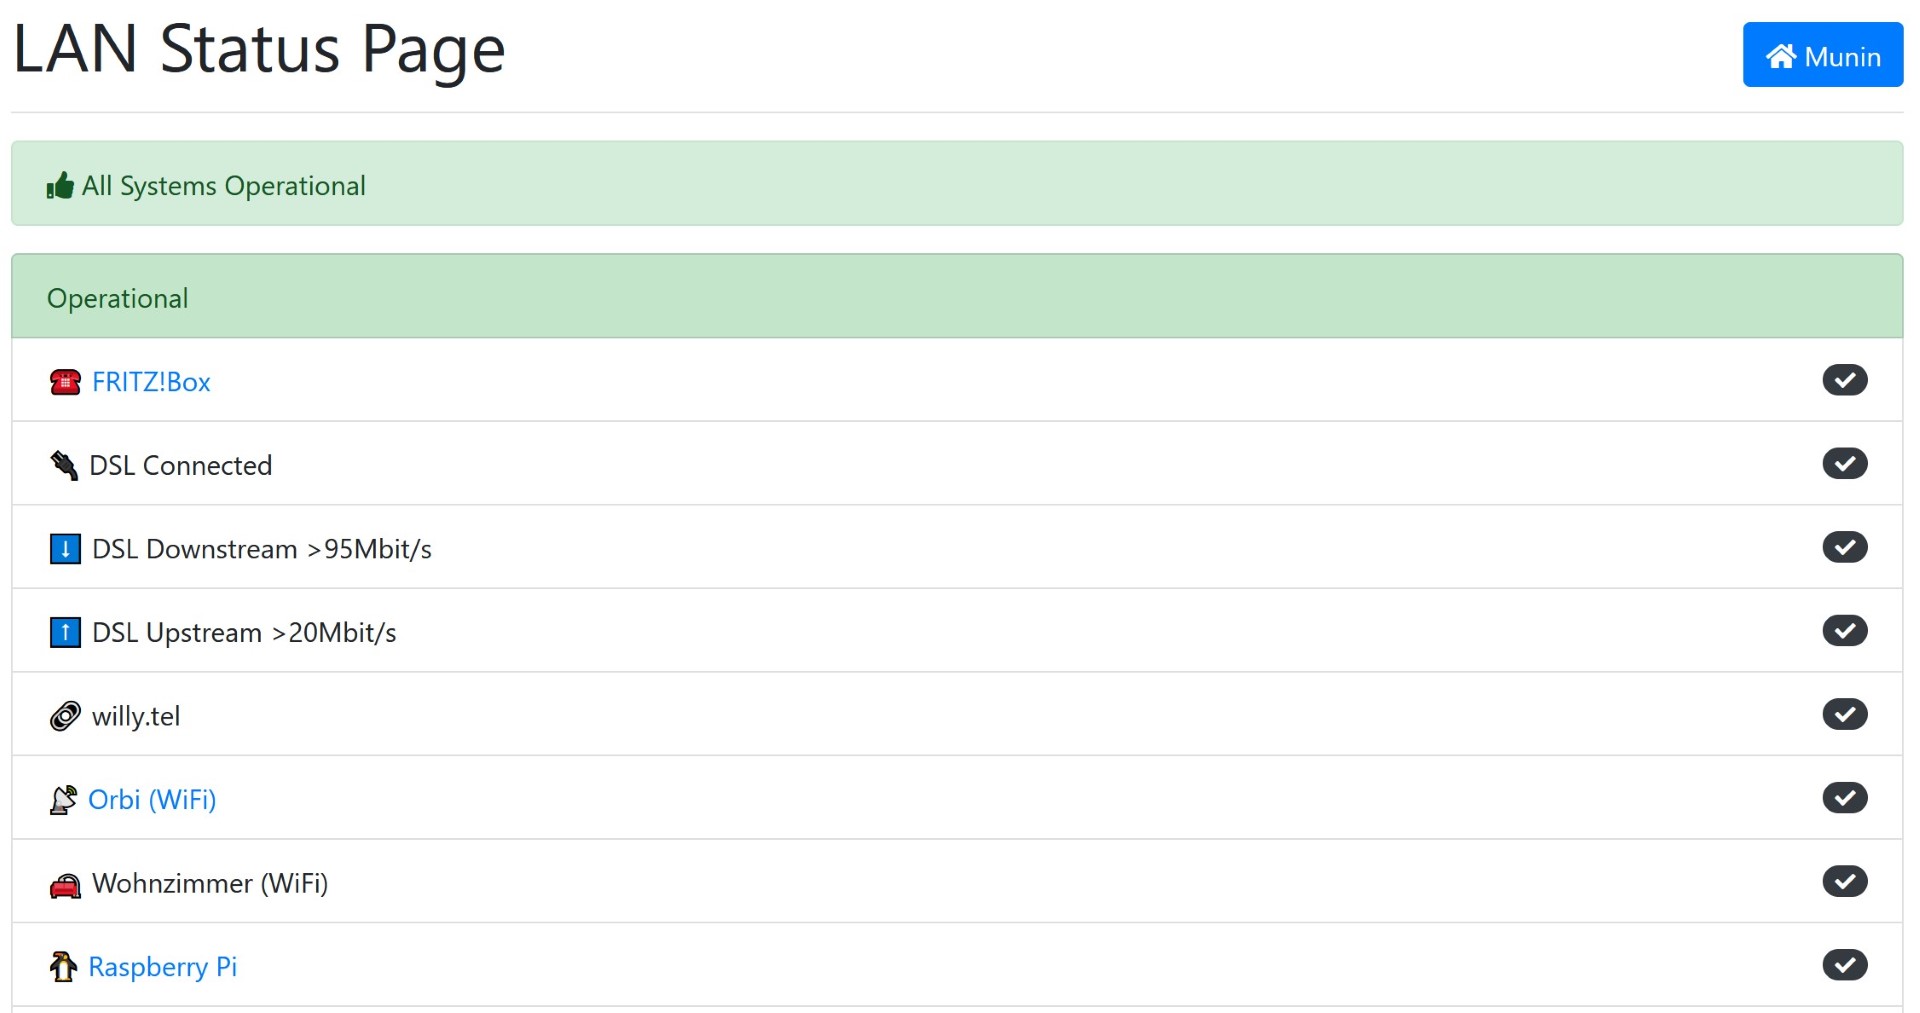 LAN Status Page
Munin
All Systems Operational
Operational
FRITZ!Box
DSL Connected
DSL Downstream >95Mbit/s
DSL Upstream >20Mbit/s
willy.tel
Orbi (WiFi)
Wohnzimmer (WiFi)
Raspberry Pi